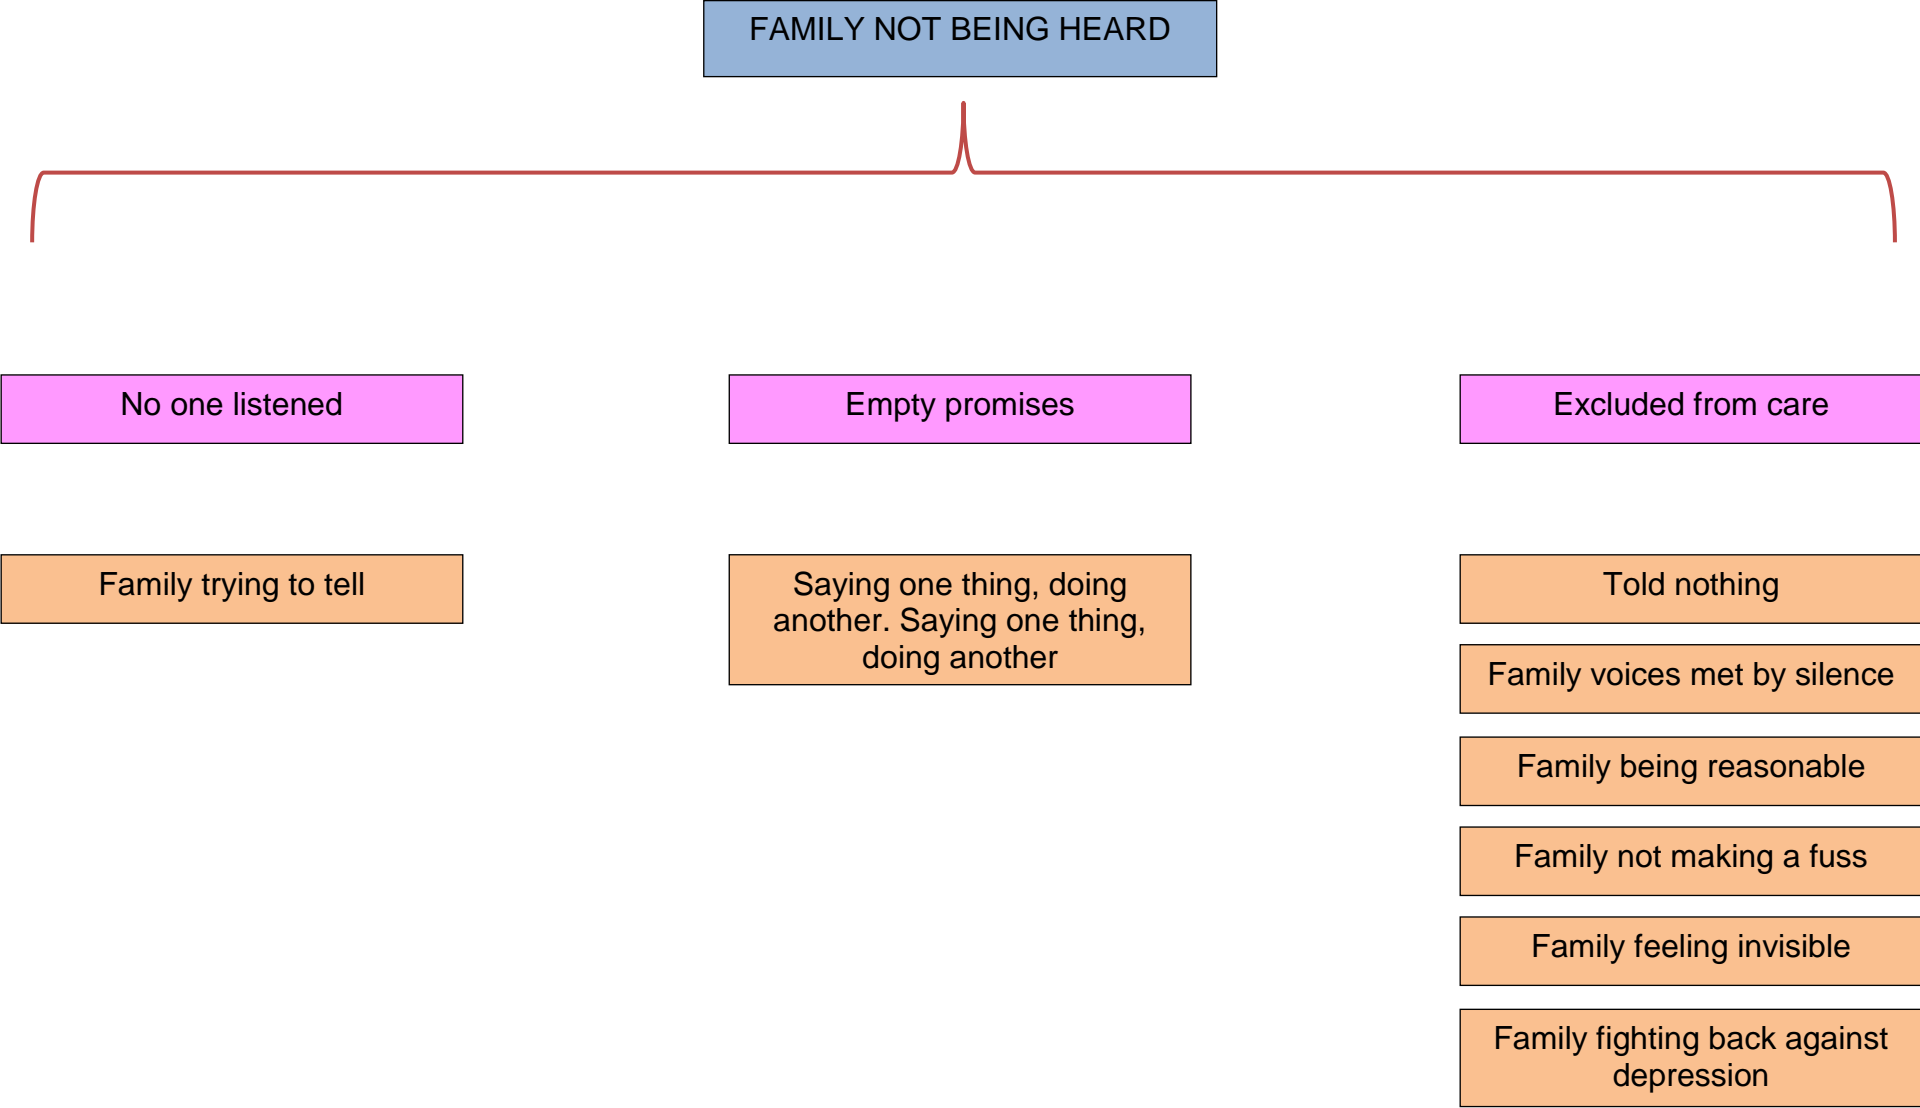 FAMILY NOT BEING HEARD
No one listened
Empty promises
Excluded from care
Family trying to tell
Saying one thing, doing
another. Saying one thing,
doing another
Told nothing
Family voices met by silence
Family being reasonable
Family not making a fuss
Family feeling invisible
Family fighting back against
depression